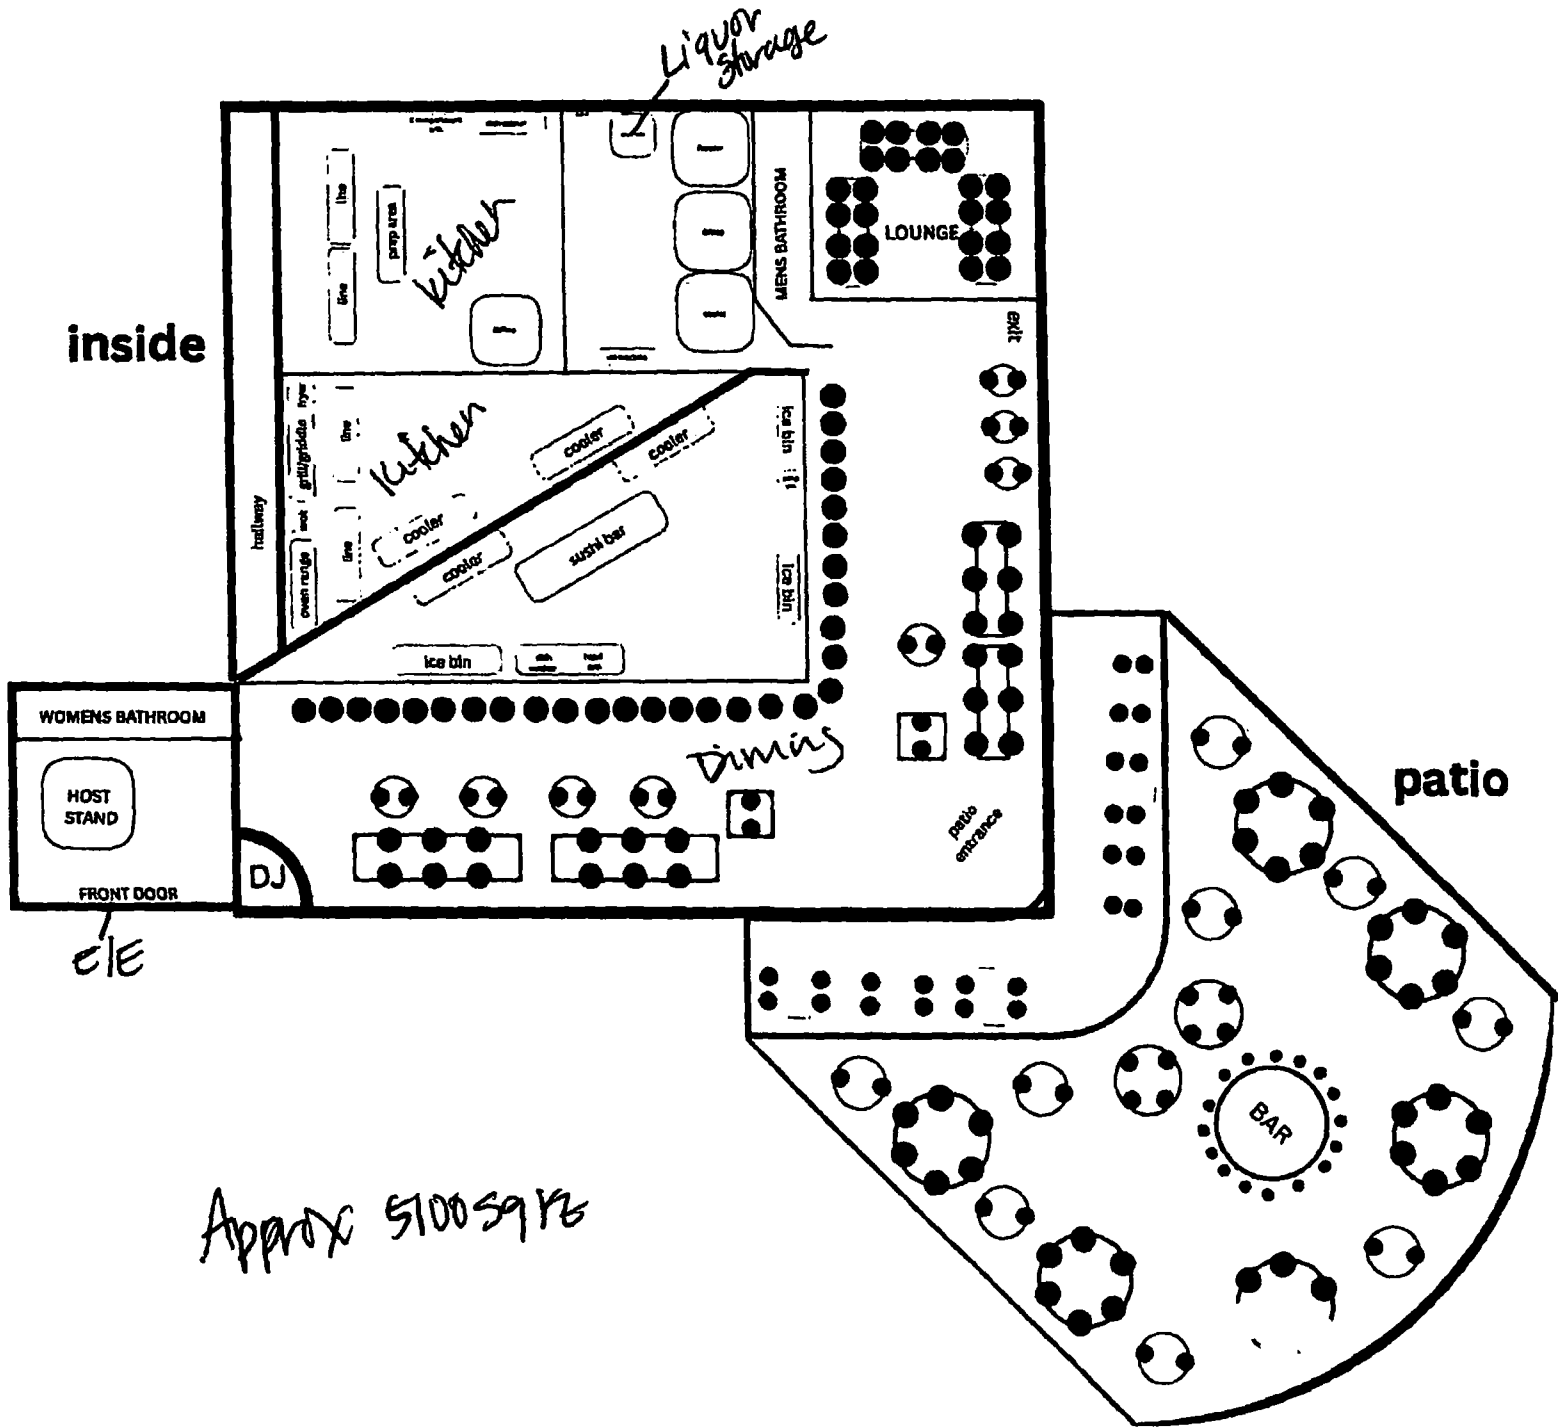 Liquor
storage
line
prep area
kitchen
line
MENS BATHROOM
LOUNGE
exit
inside
fryer
grill/griddle
line
kitchen
cooler
cooler
ice bin
hallway
wok
oven range
line
cooler
cooler
sushi bar
ice bin
ice bin
WOMENS BATHROOM
HOST
STAND
FRONT DOOR
DJ
Dining
patio
entrance
patio
E/E
BAR
Approx 5100 sq ft